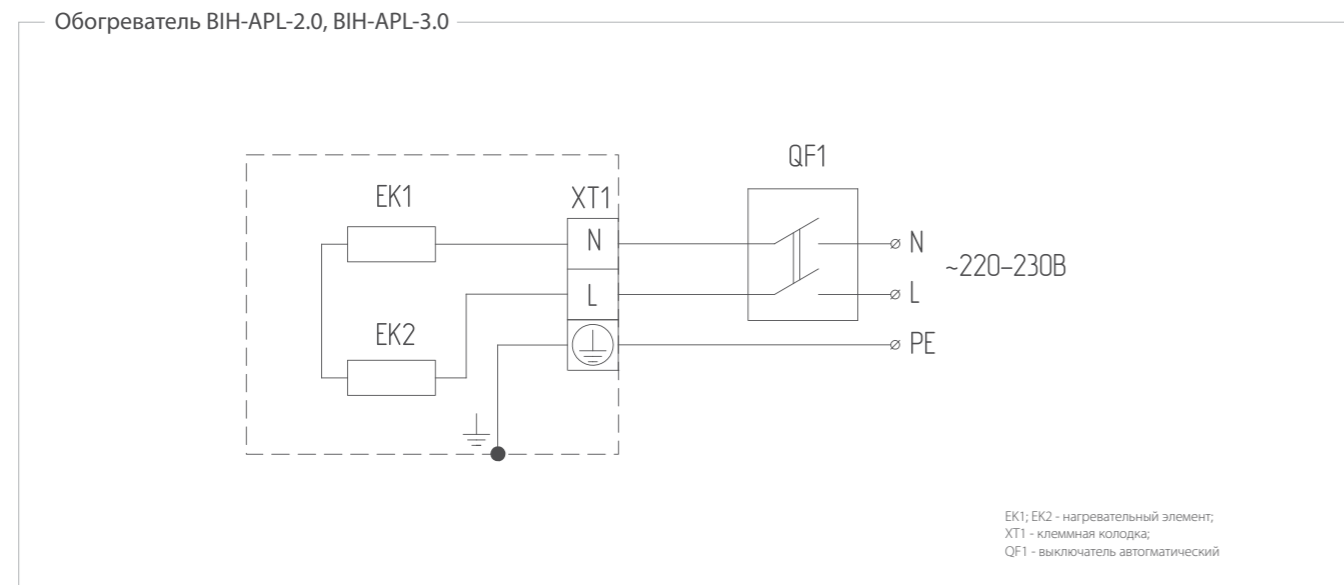 Обогреватель BIH-APL-2.0, BIH-APL-3.0
QF1
EK1
XT1
N
N
~220-230В
L
L
EK2
PE
EK1; EK2 - нагревательный элемент;
XT1 - клеммная колодка;
QF1 - выключатель автогматический